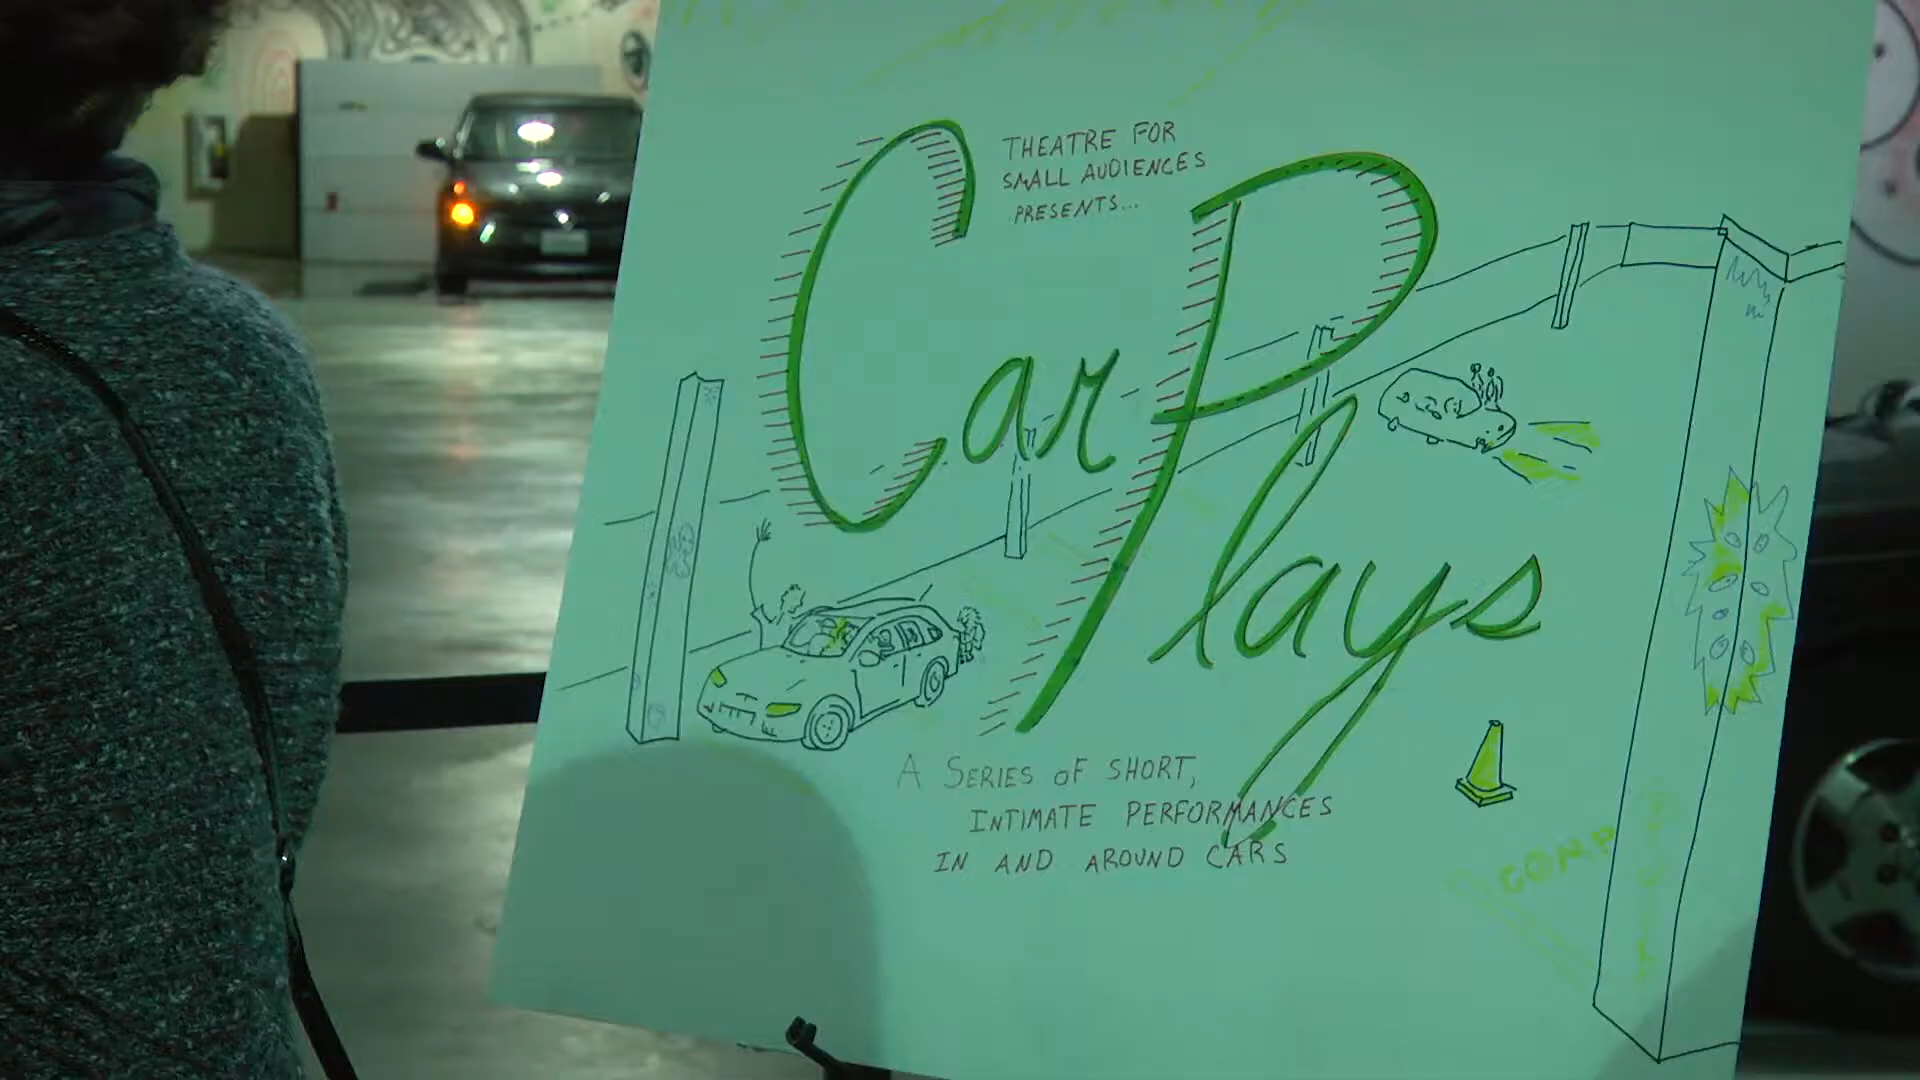 THEATRE FOR
SMALL AUDIENCES
PRESENTS...
Car Plays
A SERIES OF SHORT,
INTIMATE PERFORMANCES
IN AND AROUND CARS